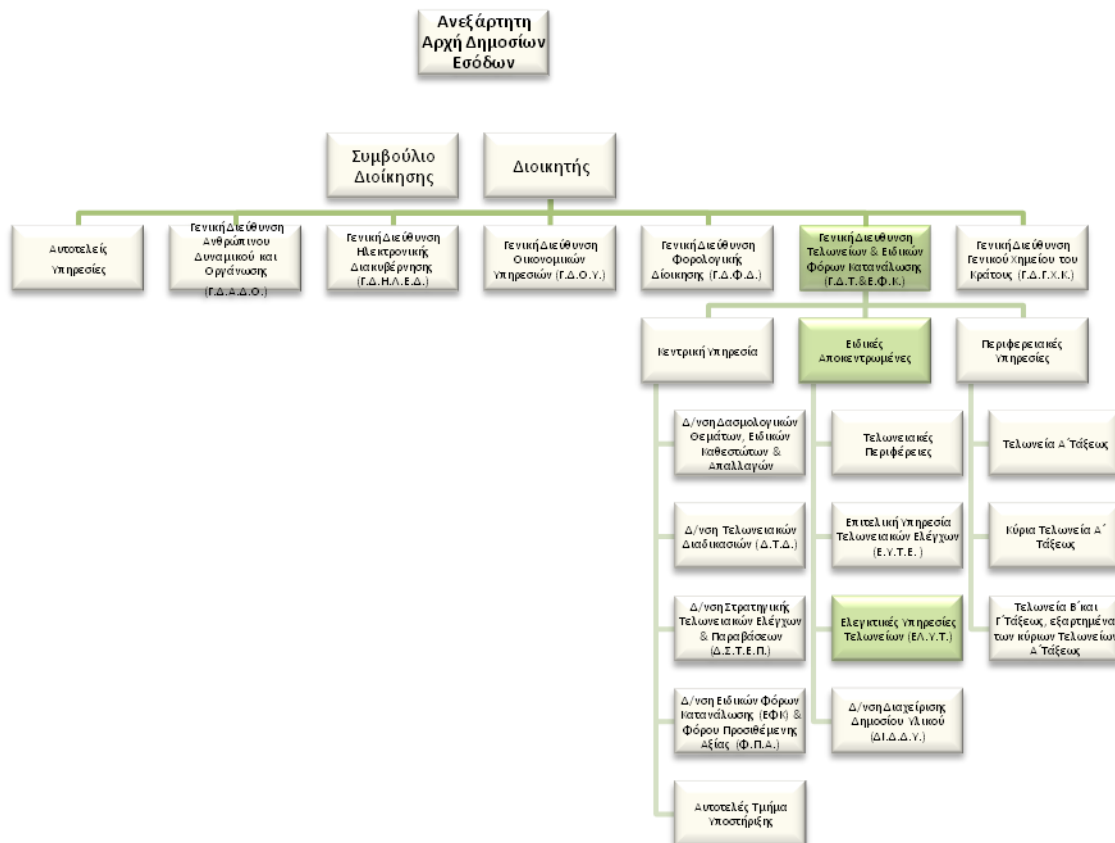 Ανεξάρτητη
Αρχή Δημοσίων
Εσόδων
Συμβούλιο
Διοίκησης
Διοικητής
Αυτοτελείς
Υπηρεσίες
Γενική Διεύθυνση
Ανθρώπινου
Δυναμικού και
Οργάνωσης
(Γ.Δ.Α.Δ.Ο.)
Γενική Διεύθυνση
Ηλεκτρονικής
Διακυβέρνησης
(Γ.Δ.Η.Λ.Ε.Δ.)
Γενική Διεύθυνση
Οικονομικών
Υπηρεσιών (Γ.Δ.Ο.Υ.)
Γενική Διεύθυνση
Φορολογικής
Δίοικησης (Γ.Δ.Φ.Δ.)
Γενική Διευθυνση
Τελωνείων & Ειδικών
Φόρων Κατανάλωσης
(Γ.Δ.Τ.&Ε.Φ.Κ.)
Γενική Διεύθυνση
Γενικού Χημείου του
Κράτους (Γ.Δ.Γ.Χ.Κ.)
Κεντρική Υπηρεσία
Ειδικές
Αποκεντρωμένες
Περιφερειακές
Υπηρεσίες
Δ/νση Δασμολογικών
Θεμάτων, Ειδικών
Καθεστώτων &
Απαλλαγών
Τελωνειακές
Περιφέρειες
Τελωνεία Α΄ Τάξεως
Δ/νση Τελωνειακών
Διαδικασιών (Δ.Τ.Δ.)
Επιτελική Υπηρεσία
Τελωνειακών Ελέγχων
(Ε.Υ.Τ.Ε. )
Κύρια Τελωνεία Α΄
Τάξεως
Δ/νση Στρατηγικής
Τελωνειακών Ελέγχων
& Παραβάσεων
(Δ.Σ.Τ.Ε.Π.)
Ελεγκτικές Υπηρεσίες
Τελωνείων (ΕΛ.Υ.Τ.)
Τελωνεία Β΄ και
Γ΄ Τάξεως, εξαρτημένα
των κύριων Τελωνείων
Α΄ Τάξεως
Δ/νση Ειδικών Φόρων
Κατανάλωσης (ΕΦΚ) &
Φόρου Προσιθέμενης
Αξίας (Φ.Π.Α.)
Δ/νση Διαχείρισης
Δημοσίου Υλικού
(ΔΙ.Δ.Δ.Υ.)
Αυτοτελές Τμήμα
Υποστήριξης